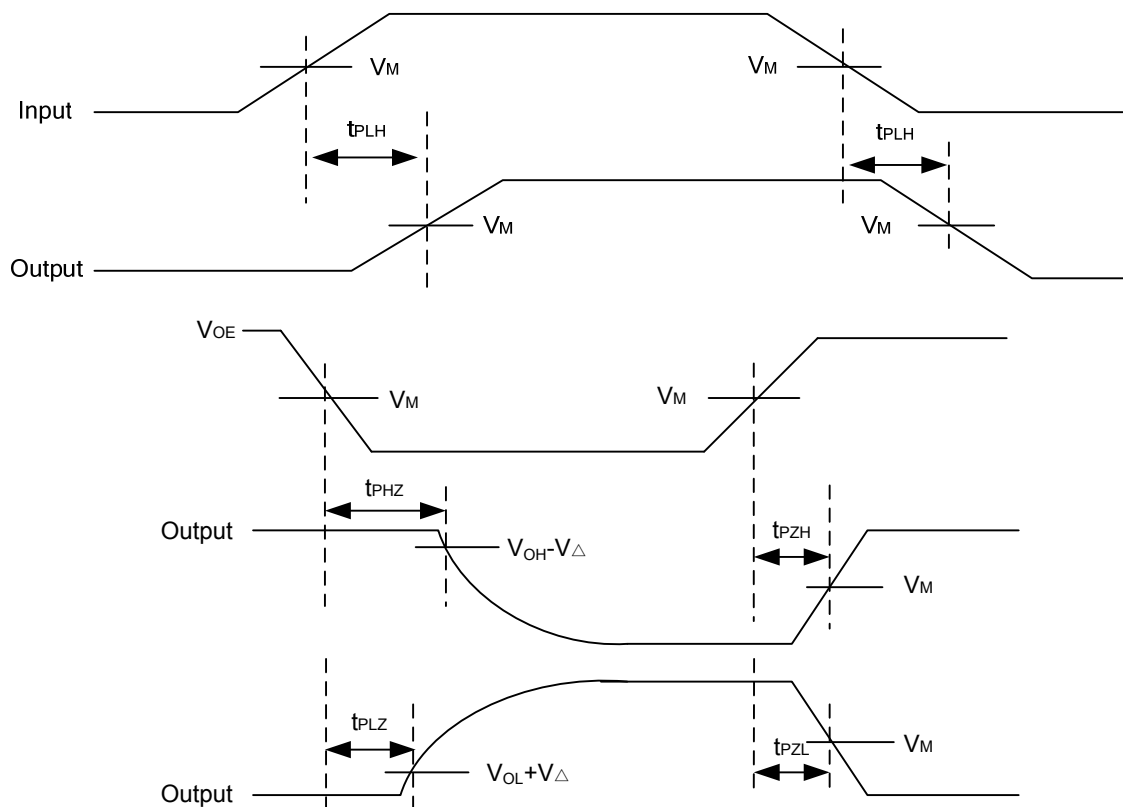 VM
VM
Input
tPLH
tPLH
VM
VM
Output
VOE
VM
VM
tPHZ
Output
tPZH
VOH-V△
VM
tPLZ
tPZL
VM
VOL+V△
Output